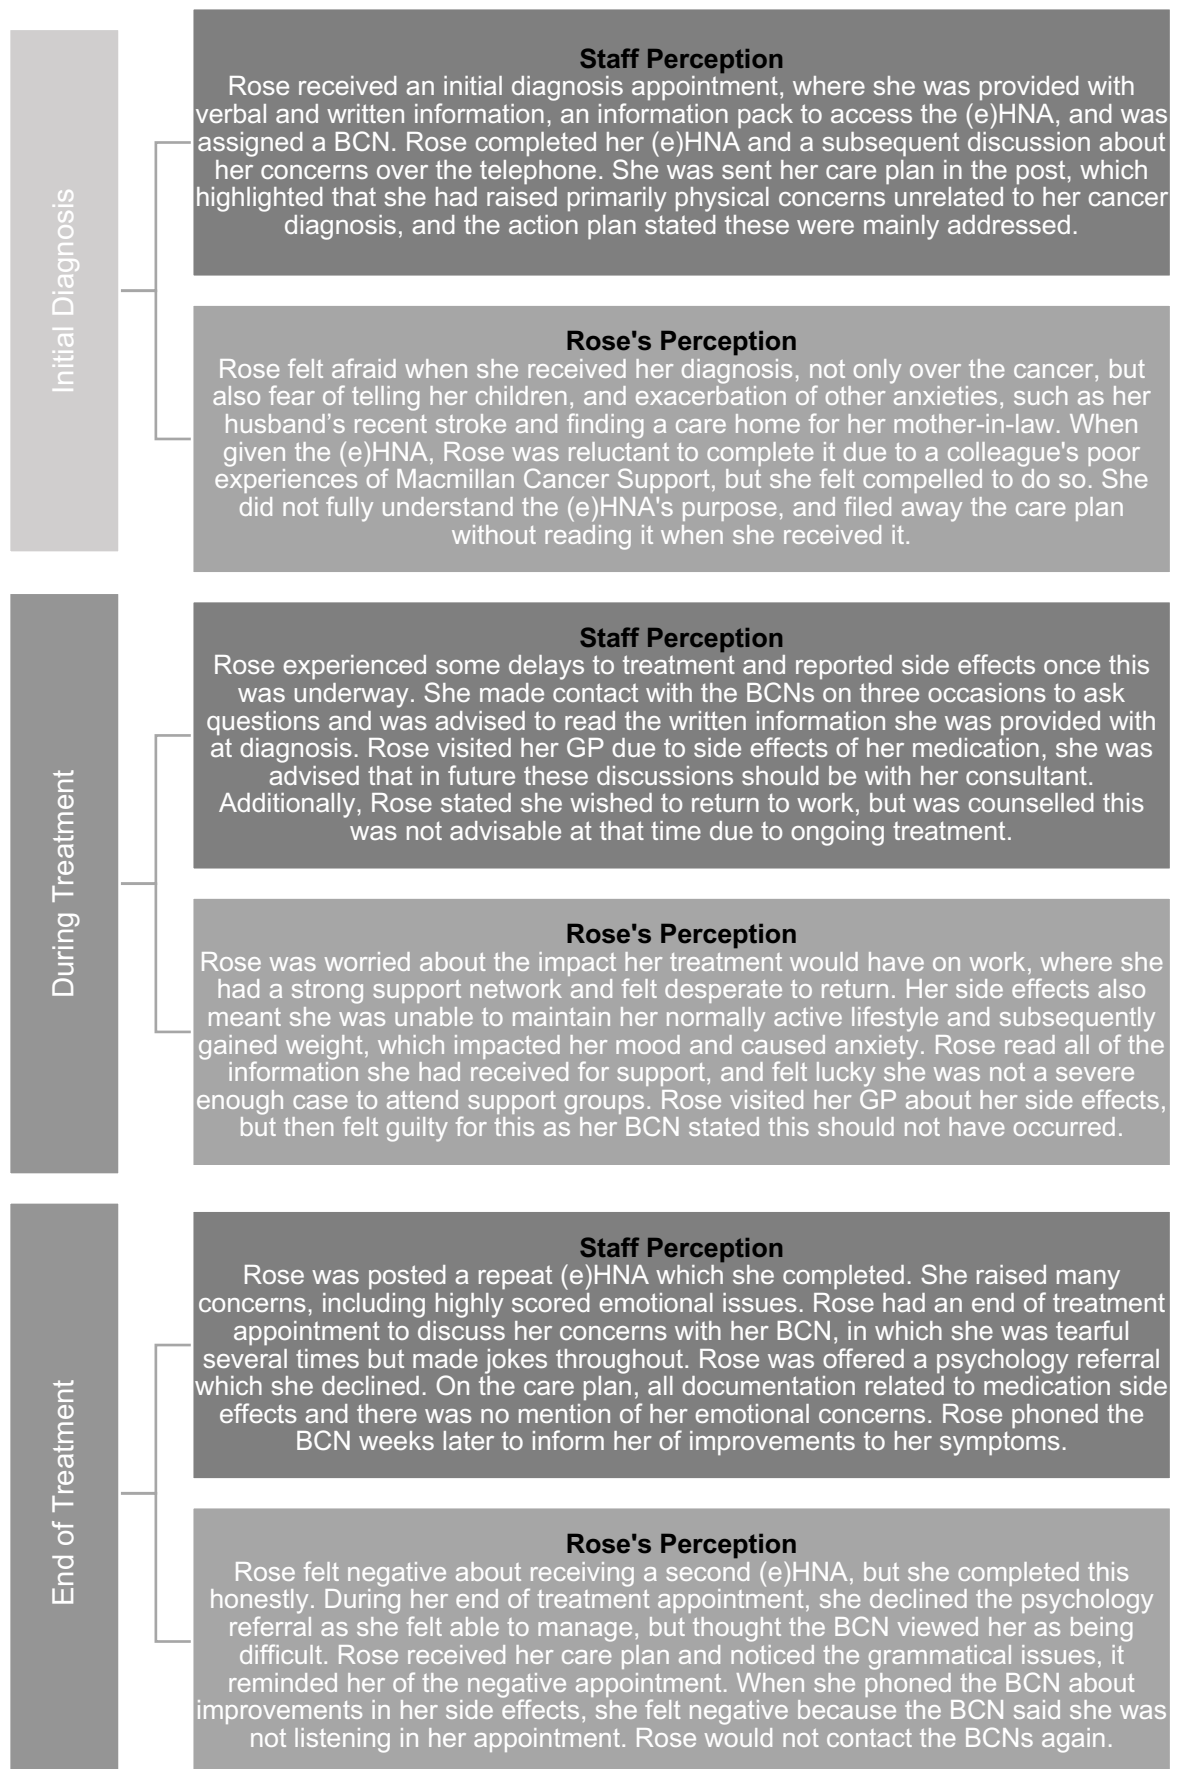 Initial Diagnosis
Staff Perception
Rose received an initial diagnosis appointment, where she was provided with
verbal and written information, an information pack to access the (e)HNA, and was
assigned a BCN. Rose completed her (e)HNA and a subsequent discussion about
her concerns over the telephone. She was sent her care plan in the post, which
highlighted that she had raised primarily physical concerns unrelated to her cancer
diagnosis, and the action plan stated these were mainly addressed.
Rose's Perception
Rose felt afraid when she received her diagnosis, not only over the cancer, but
also fear of telling her children, and exacerbation of other anxieties, such as her
husband’s recent stroke and finding a care home for her mother-in-law. When
given the (e)HNA, Rose was reluctant to complete it due to a colleague's poor
experiences of Macmillan Cancer Support, but she felt compelled to do so. She
did not fully understand the (e)HNA's purpose, and filed away the care plan
without reading it when she received it.
During Treatment
Staff Perception
Rose experienced some delays to treatment and reported side effects once this
was underway. She made contact with the BCNs on three occasions to ask
questions and was advised to read the written information she was provided with
at diagnosis. Rose visited her GP due to side effects of her medication, she was
advised that in future these discussions should be with her consultant.
Additionally, Rose stated she wished to return to work, but was counselled this
was not advisable at that time due to ongoing treatment.
Rose's Perception
Rose was worried about the impact her treatment would have on work, where she
had a strong support network and felt desperate to return. Her side effects also
meant she was unable to maintain her normally active lifestyle and subsequently
gained weight, which impacted her mood and caused anxiety. Rose read all of the
information she had received for support, and felt lucky she was not a severe
enough case to attend support groups. Rose visited her GP about her side effects,
but then felt guilty for this as her BCN stated this should not have occurred.
End of Treatment
Staff Perception
Rose was posted a repeat (e)HNA which she completed. She raised many
concerns, including highly scored emotional issues. Rose had an end of treatment
appointment to discuss her concerns with her BCN, in which she was tearful
several times but made jokes throughout. Rose was offered a psychology referral
which she declined. On the care plan, all documentation related to medication side
effects and there was no mention of her emotional concerns. Rose phoned the
BCN weeks later to inform her of improvements to her symptoms.
Rose's Perception
Rose felt negative about receiving a second (e)HNA, but she completed this
honestly. During her end of treatment appointment, she declined the psychology
referral as she felt able to manage, but thought the BCN viewed her as being
difficult. Rose received her care plan and noticed the grammatical issues, it
reminded her of the negative appointment. When she phoned the BCN about
improvements in her side effects, she felt negative because the BCN said she was
not listening in her appointment. Rose would not contact the BCNs again.